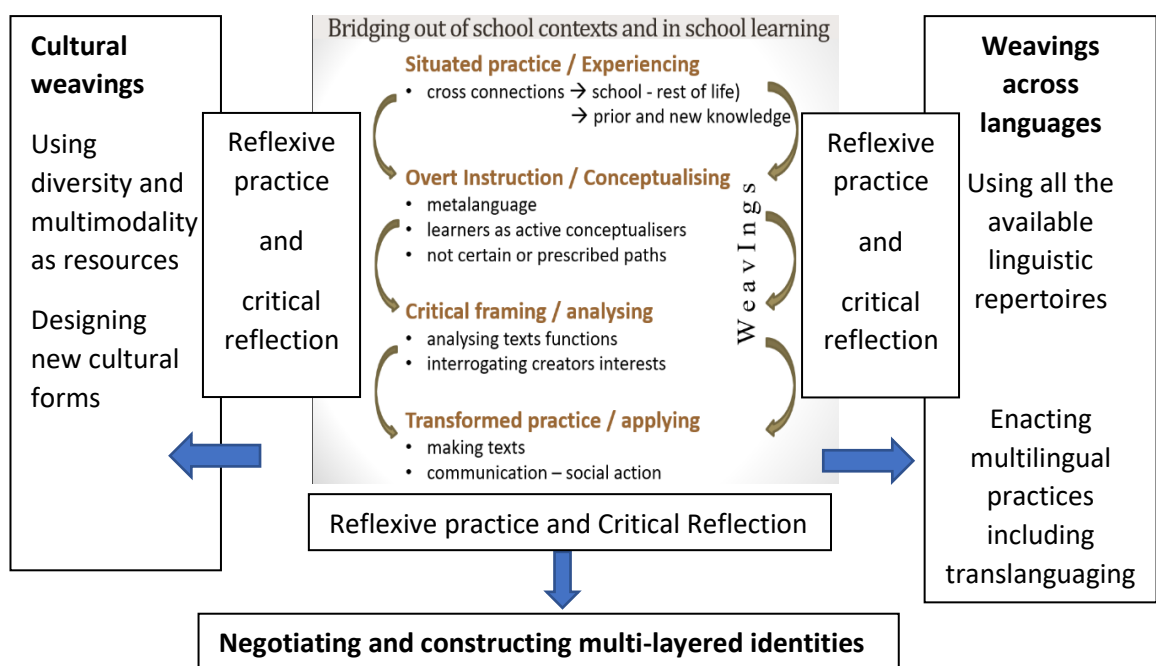 Bridging out of school contexts and in school learning
Cultural
weavings
Using
diversity and
multimodality
as resources
Designing
new cultural
forms
Reflexive
practice
and
critical
reflection
Situated practice / Experiencing
• cross connections → school - rest of life)
→ prior and new knowledge
Overt Instruction / Conceptualising
• metalanguage
• learners as active conceptualisers
• not certain or prescribed paths
Critical framing / analysing
• analysing texts functions
• interrogating creators interests
Transformed practice / applying
• making texts
• communication – social action
WeavIngs
Reflexive
practice
and
critical
reflection
Weavings
across
languages
Using all the
available
linguistic
repertoires
Enacting
multilingual
practices
including
translanguaging
Reflexive practice and Critical Reflection
Negotiating and constructing multi-layered identities